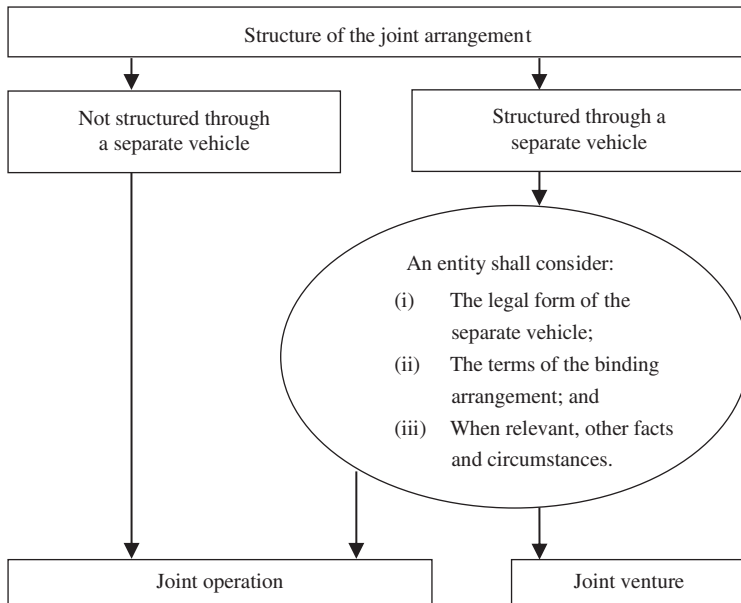 Structure of the joint arrangement
Not structured through
a separate vehicle
Structured through a
separate vehicle
An entity shall consider:
(i) The legal form of the
separate vehicle;
(ii) The terms of the binding
arrangement; and
(iii) When relevant, other facts
and circumstances.
Joint operation
Joint venture